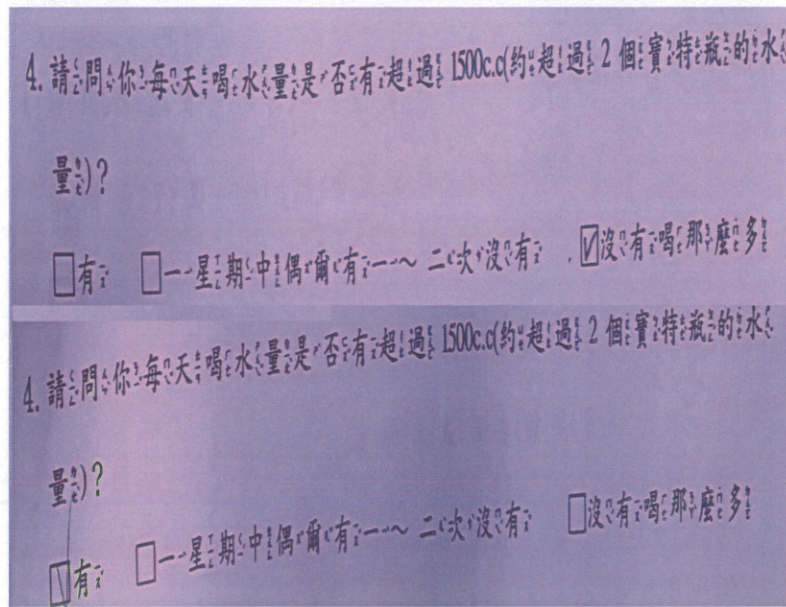 4. 請問你每天喝水量是否有超過 1500c.c(約超過 2 個寶特瓶的水
量)?
□有 □一星期中偶爾有一~ 二次沒有 ☑沒有喝那麼多
4. 請問你每天喝水量是否有超過 1500c.c(約超過 2 個寶特瓶的水
量)?
☑有 □一星期中偶爾有一~ 二次沒有 □沒有喝那麼多